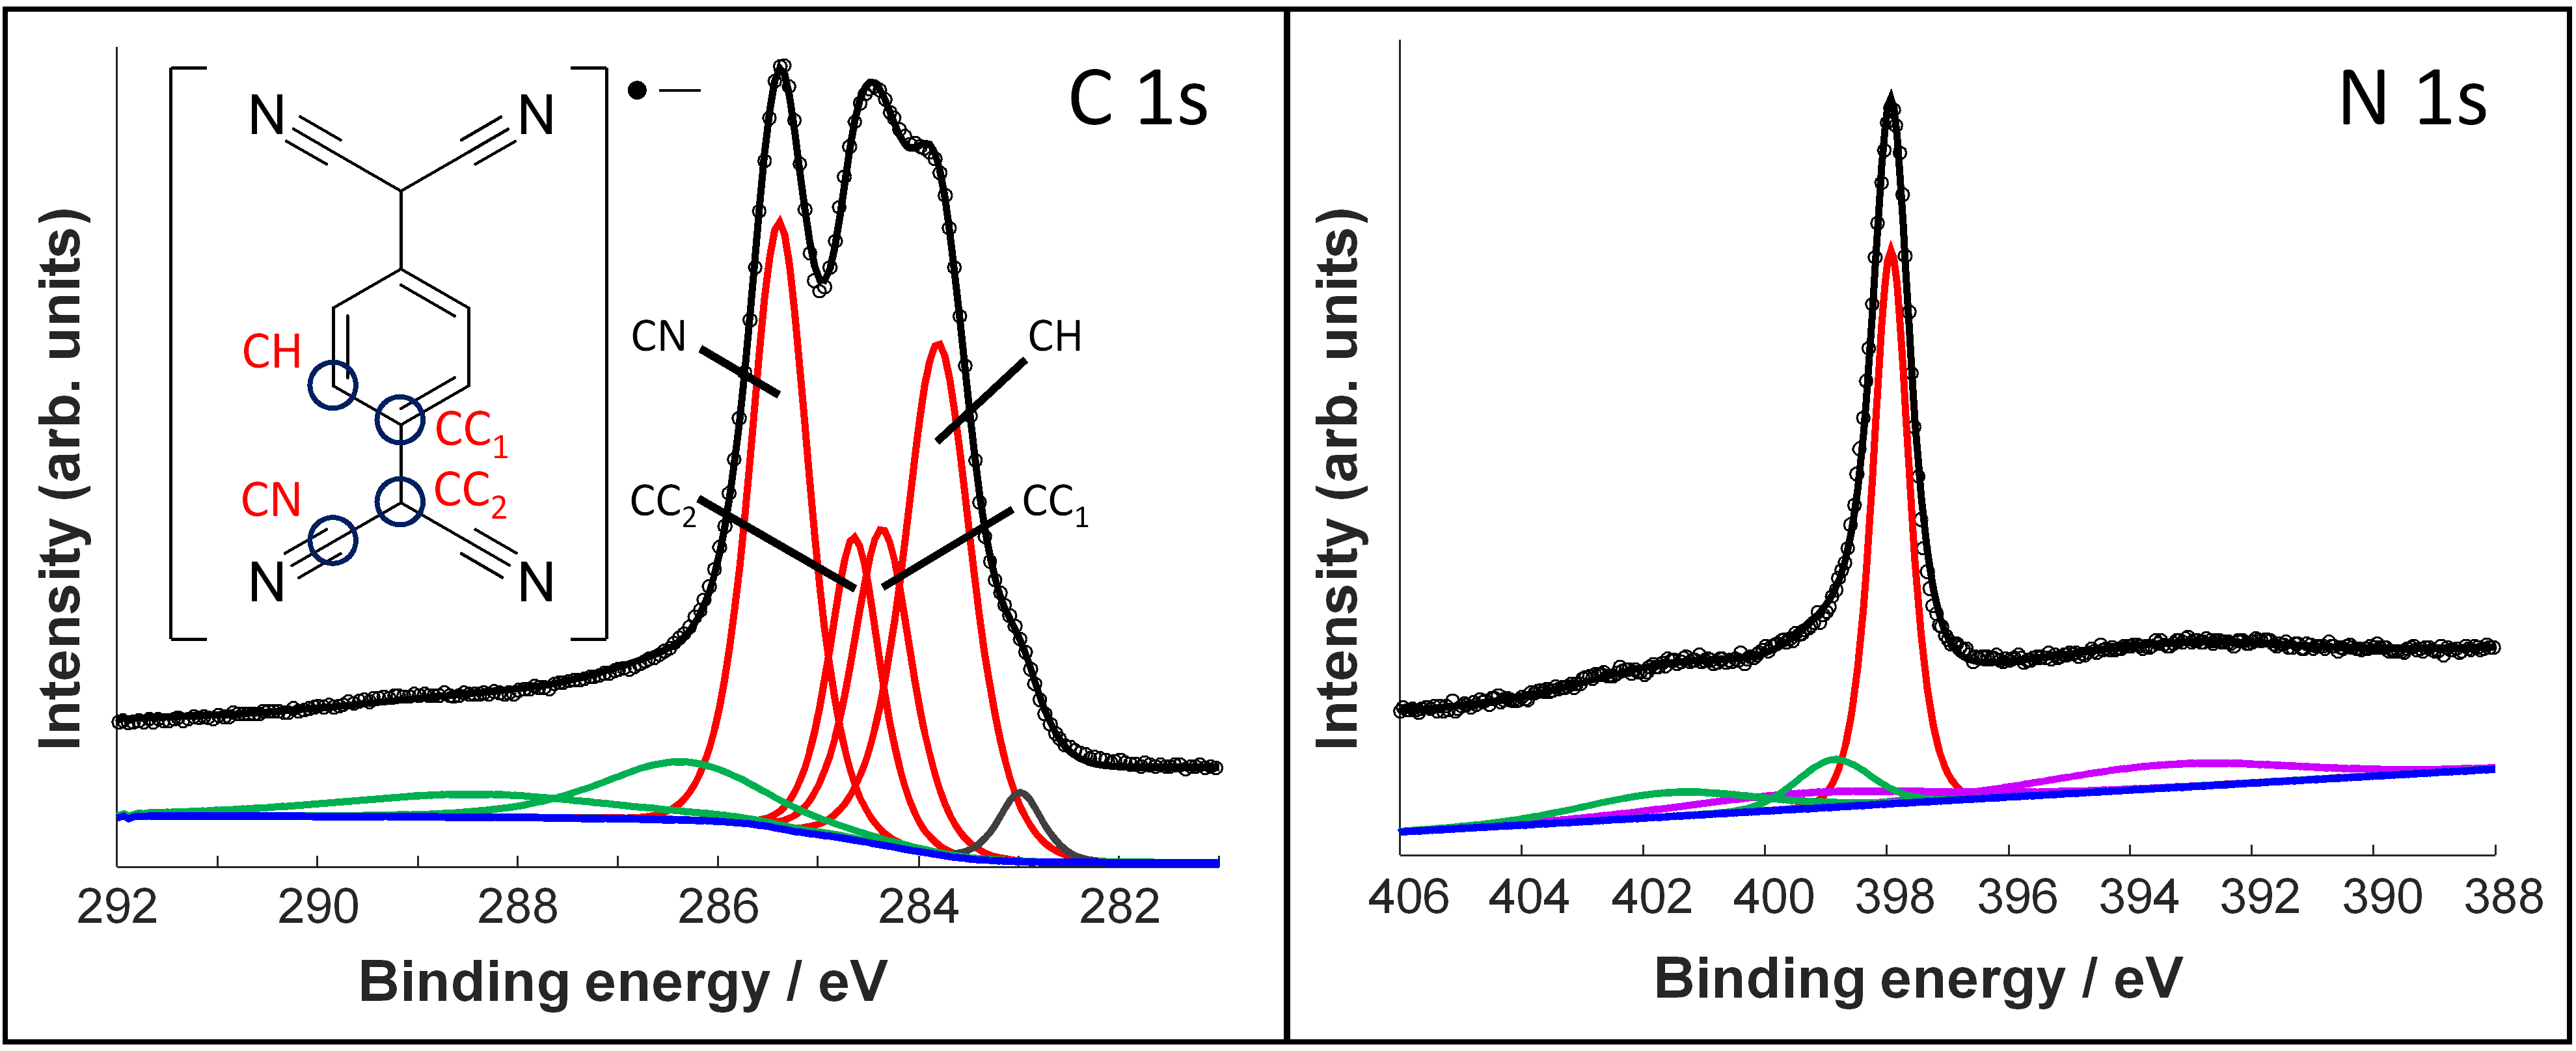 C 1s
N N
• —
CH
CC1
CC2
CN
N N
CN
CH
CC2
CC1
Intensity (arb. units)
292 290 288 286 284 282
Binding energy / eV
N 1s
Intensity (arb. units)
406 404 402 400 398 396 394 392 390 388
Binding energy / eV